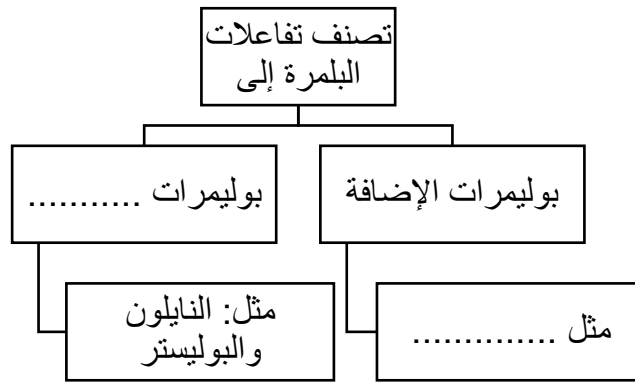 تصنف تفاعلات
البلمرة إلى
بوليمرات الإضافة
بوليمرات ...........
مثل ..............
مثل: النايلون
والبوليستر